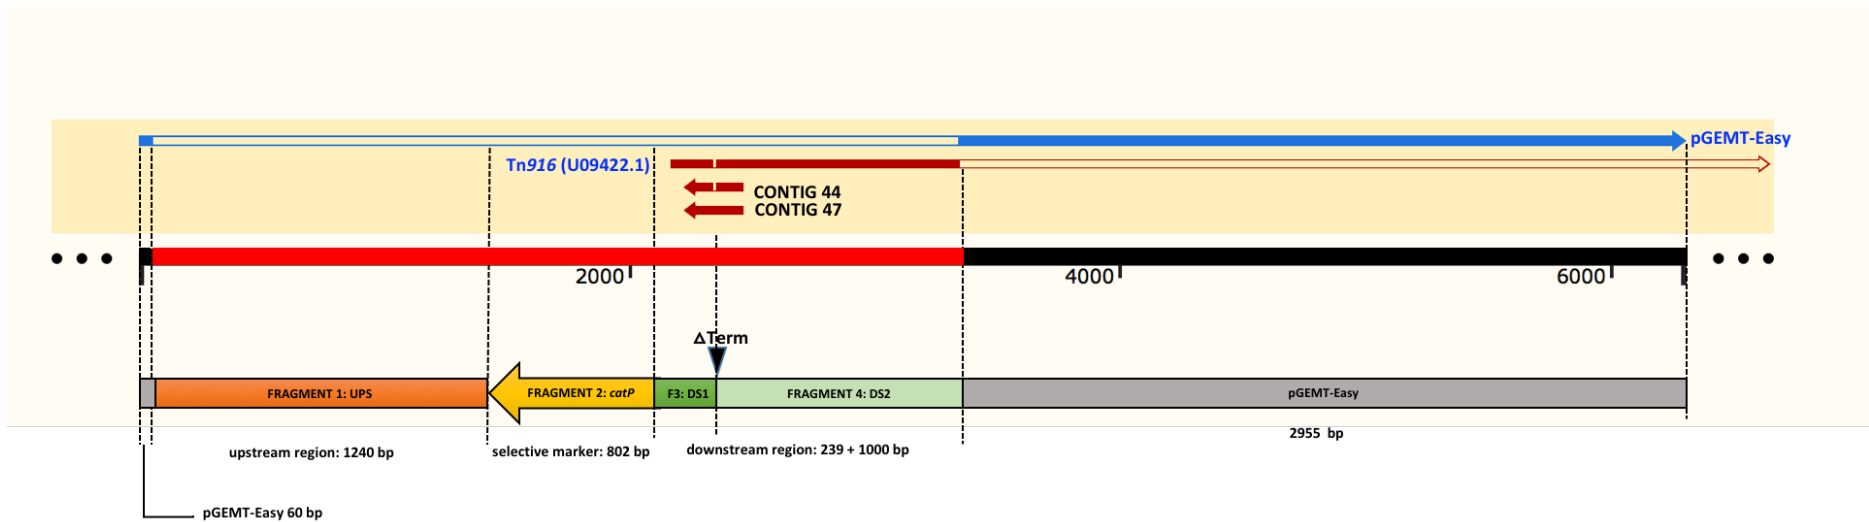 pGEMT-Easy
Tn916 (U09422.1)
CONTIG 44
CONTIG 47
2000 4000 6000
ΔTerm
FRAGMENT 1: UPS FRAGMENT 2: catP F3: DS1 FRAGMENT 4: DS2 pGEMT-Easy
upstream region: 1240 bp selective marker: 802 bp downstream region: 239 + 1000 bp 2955 bp
pGEMT-Easy 60 bp